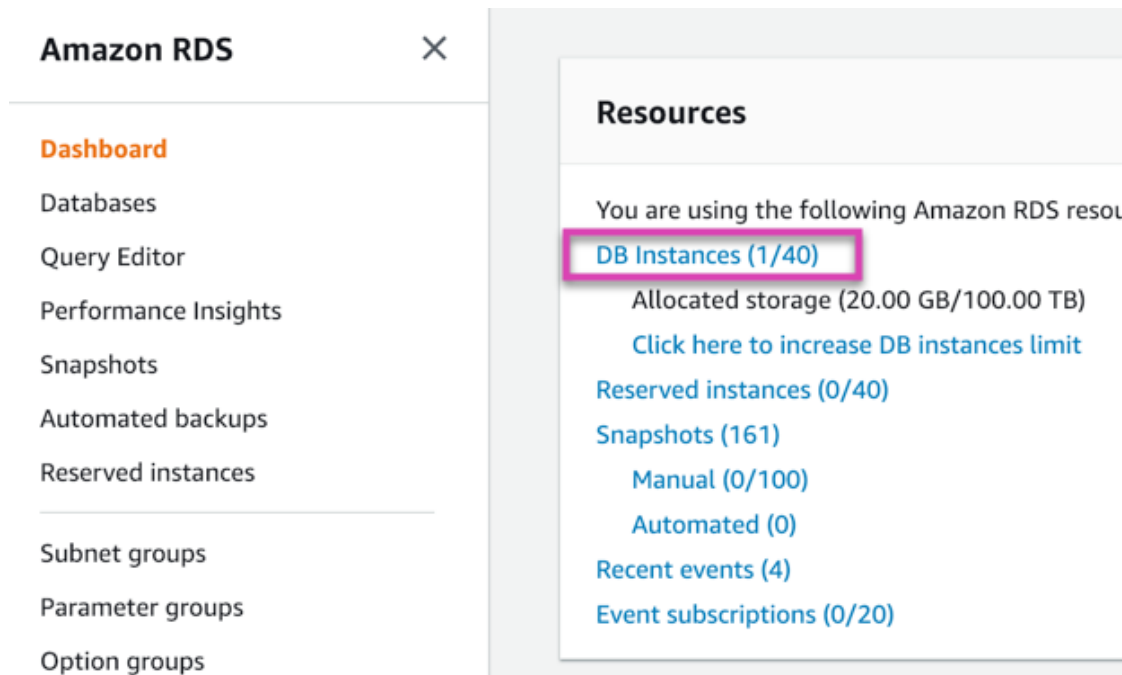 Amazon RDS
Dashboard
Databases
Query Editor
Performance Insights
Snapshots
Automated backups
Reserved instances
Subnet groups
Parameter groups
Option groups
Resources
You are using the following Amazon RDS resou
DB Instances (1/40)
Allocated storage (20.00 GB/100.00 TB)
Click here to increase DB instances limit
Reserved instances (0/40)
Snapshots (161)
Manual (0/100)
Automated (0)
Recent events (4)
Event subscriptions (0/20)